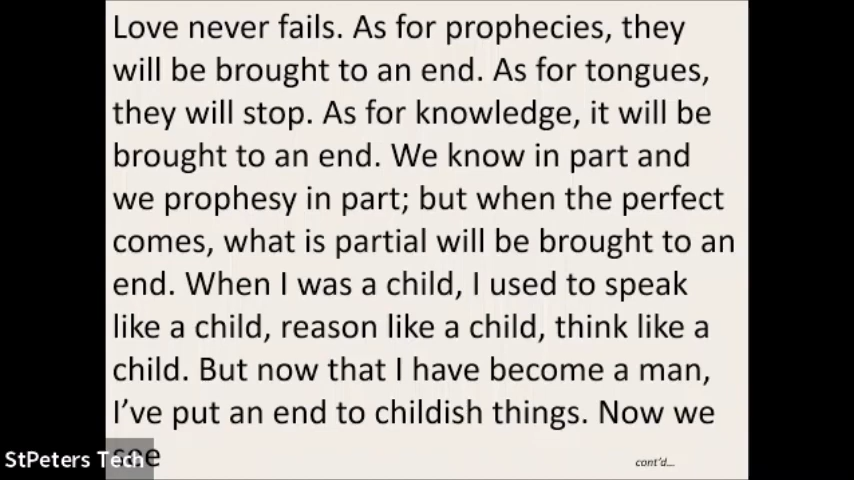 Love never fails. As for prophecies, they
will be brought to an end. As for tongues,
they will stop. As for knowledge, it will be
brought to an end. We know in part and
we prophesy in part; but when the perfect
comes, what is partial will be brought to an
end. When I was a child, I used to speak
like a child, reason like a child, think like a
child. But now that I have become a man,
I’ve put an end to childish things. Now we
see
cont’d…
StPeters Tech